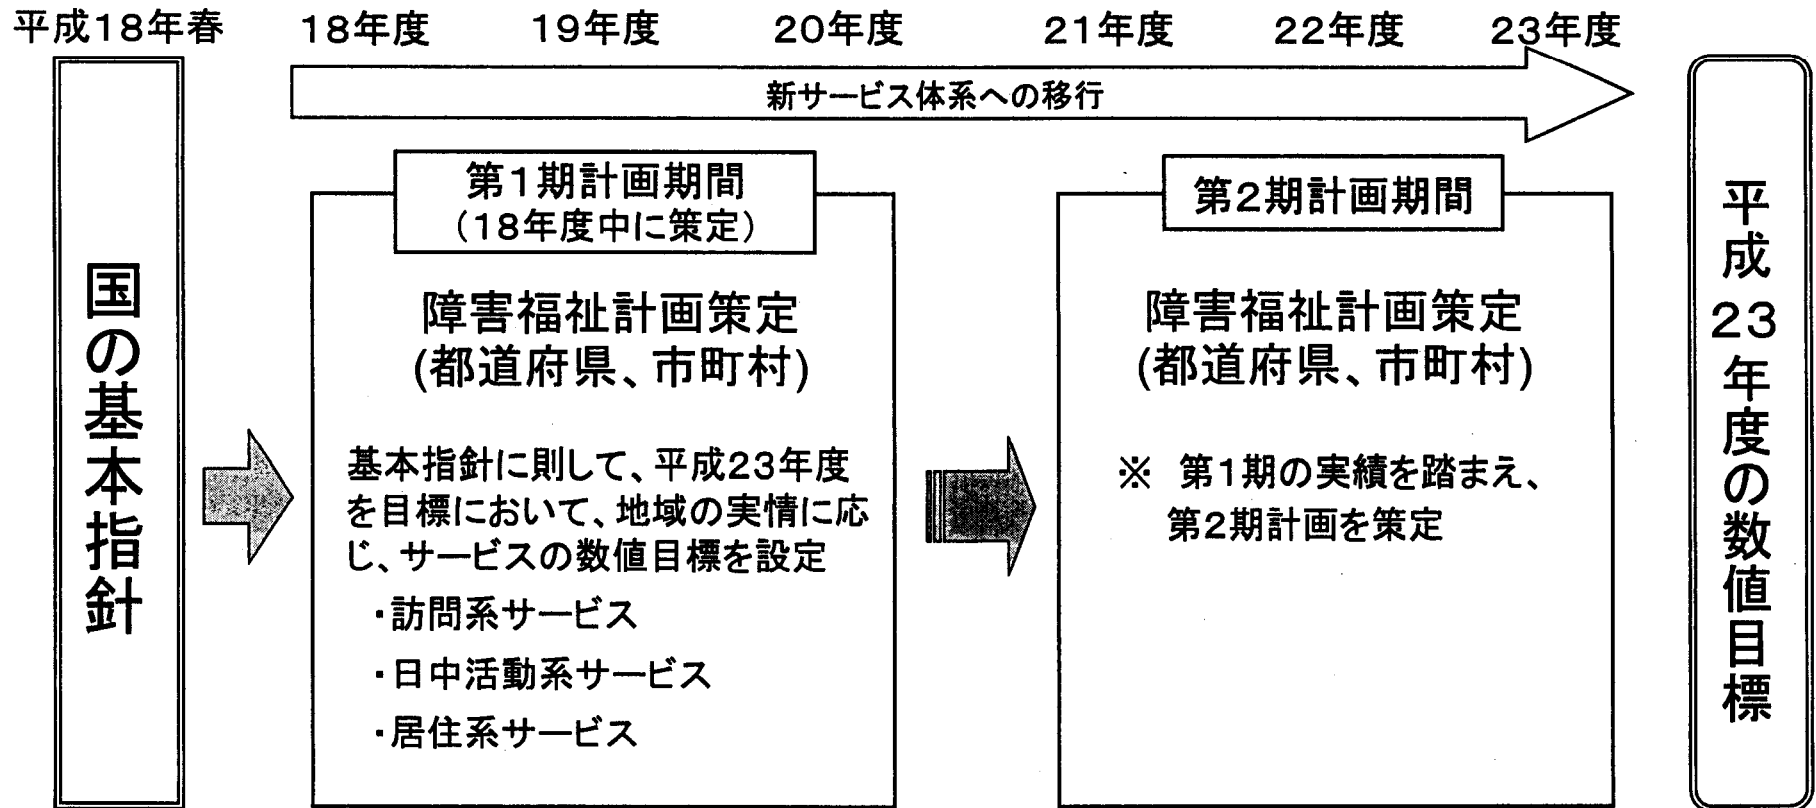 平成18年春 18年度 19年度 20年度 21年度 22年度 23年度
新サービス体系への移行
国の基本指針
第1期計画期間
(18年度中に策定)
障害福祉計画策定
(都道府県、市町村)
基本指針に則して、平成23年度
を目標において、地域の実情に応
じ、サービスの数値目標を設定
・訪問系サービス
・日中活動系サービス
・居住系サービス
第2期計画期間
障害福祉計画策定
(都道府県、市町村)
※ 第1期の実績を踏まえ、
第2期計画を策定
平成23年度の数値目標